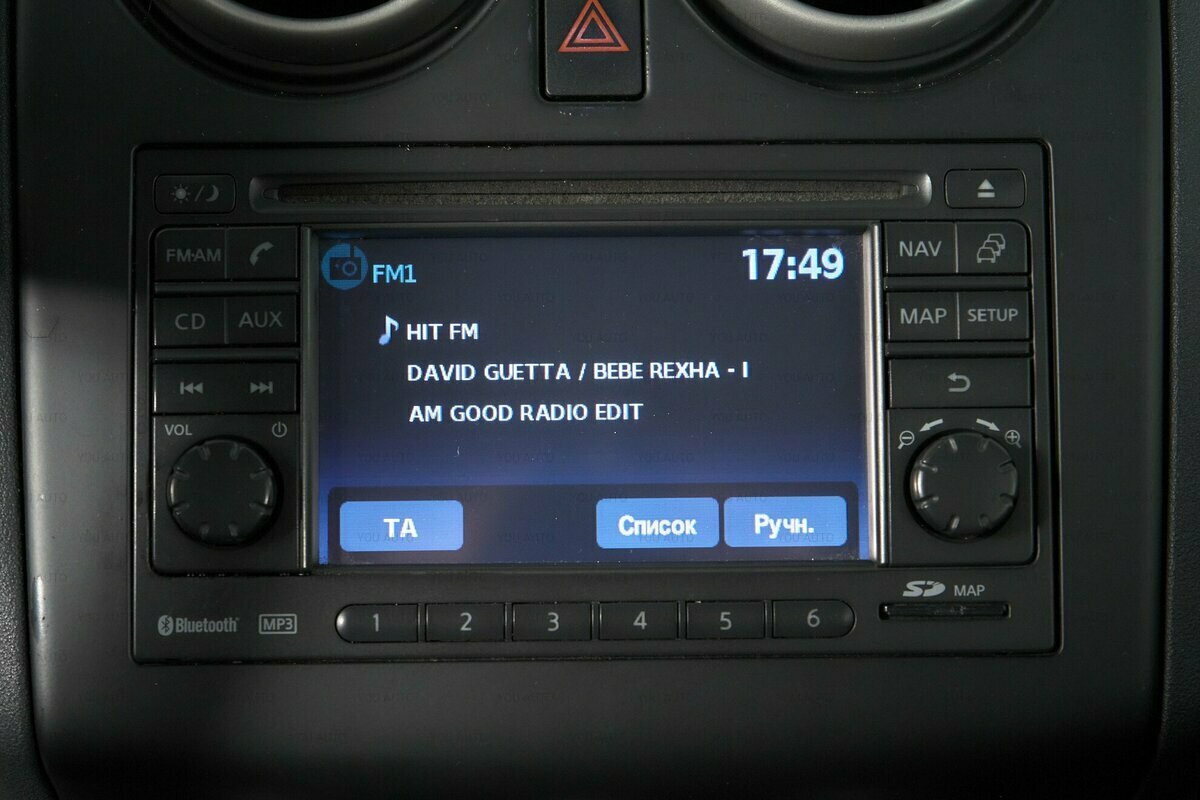 FM·AM
CD AUX
VOL
FM1
17:49
HIT FM
DAVID GUETTA / BEBE REXHA - I
AM GOOD RADIO EDIT
TA Список Ручн.
NAV
MAP SETUP
Bluetooth MP3
1 2 3 4 5 6
SD MAP